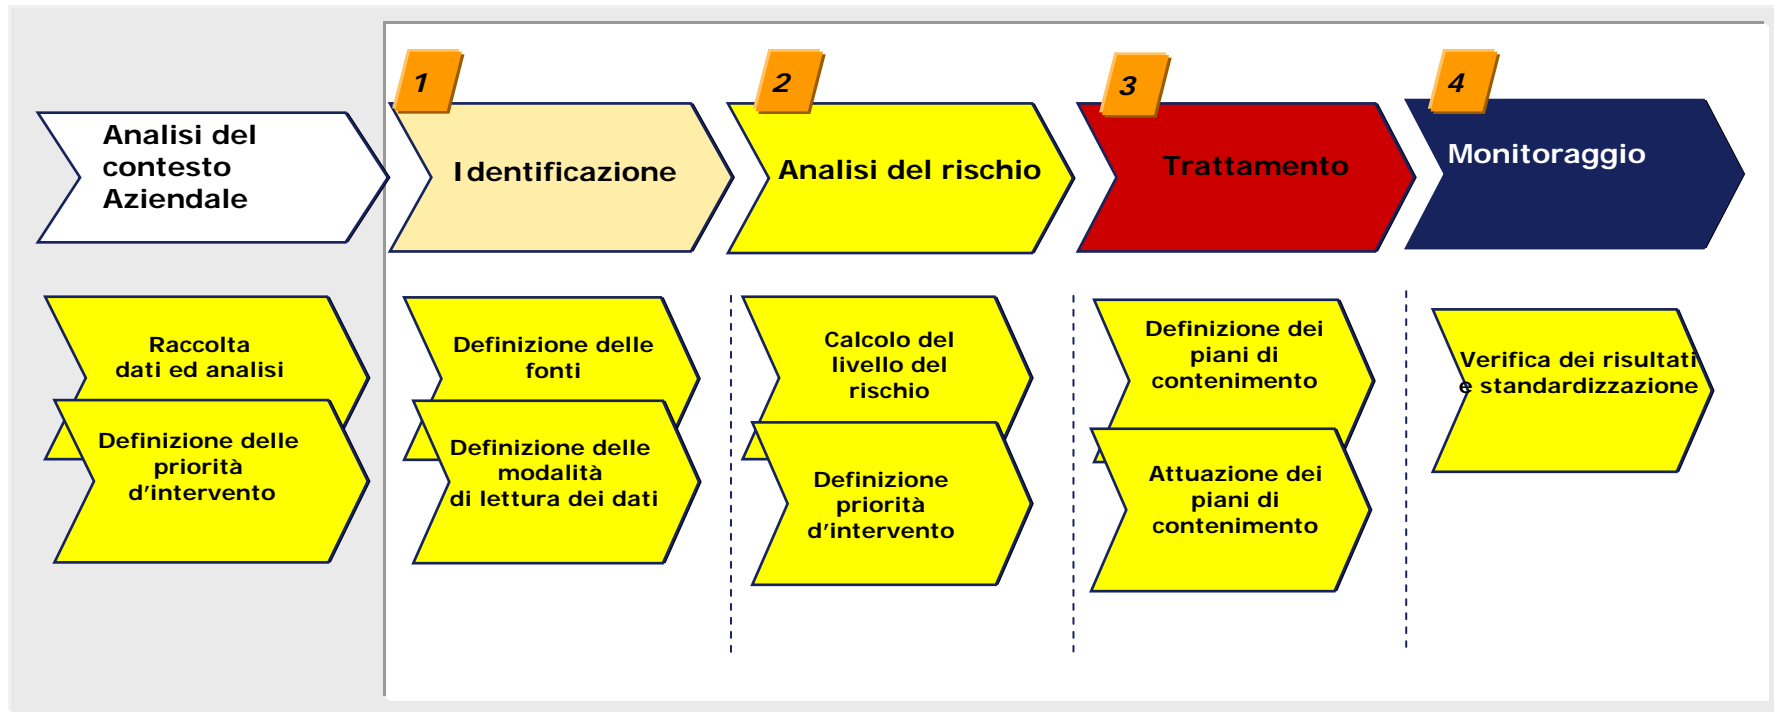 1
2
3
4
Analisi del
contesto
Aziendale
Identificazione
Analisi del rischio
Trattamento
Monitoraggio
Raccolta
dati ed analisi
Definizione delle
priorità
d’intervento
Definizione delle
fonti
Definizione delle
modalità
di lettura dei dati
Calcolo del
livello del
rischio
Definizione
priorità
d’intervento
Definizione dei
piani di
contenimento
Attuazione dei
piani di
contenimento
Verifica dei risultati
e standardizzazione